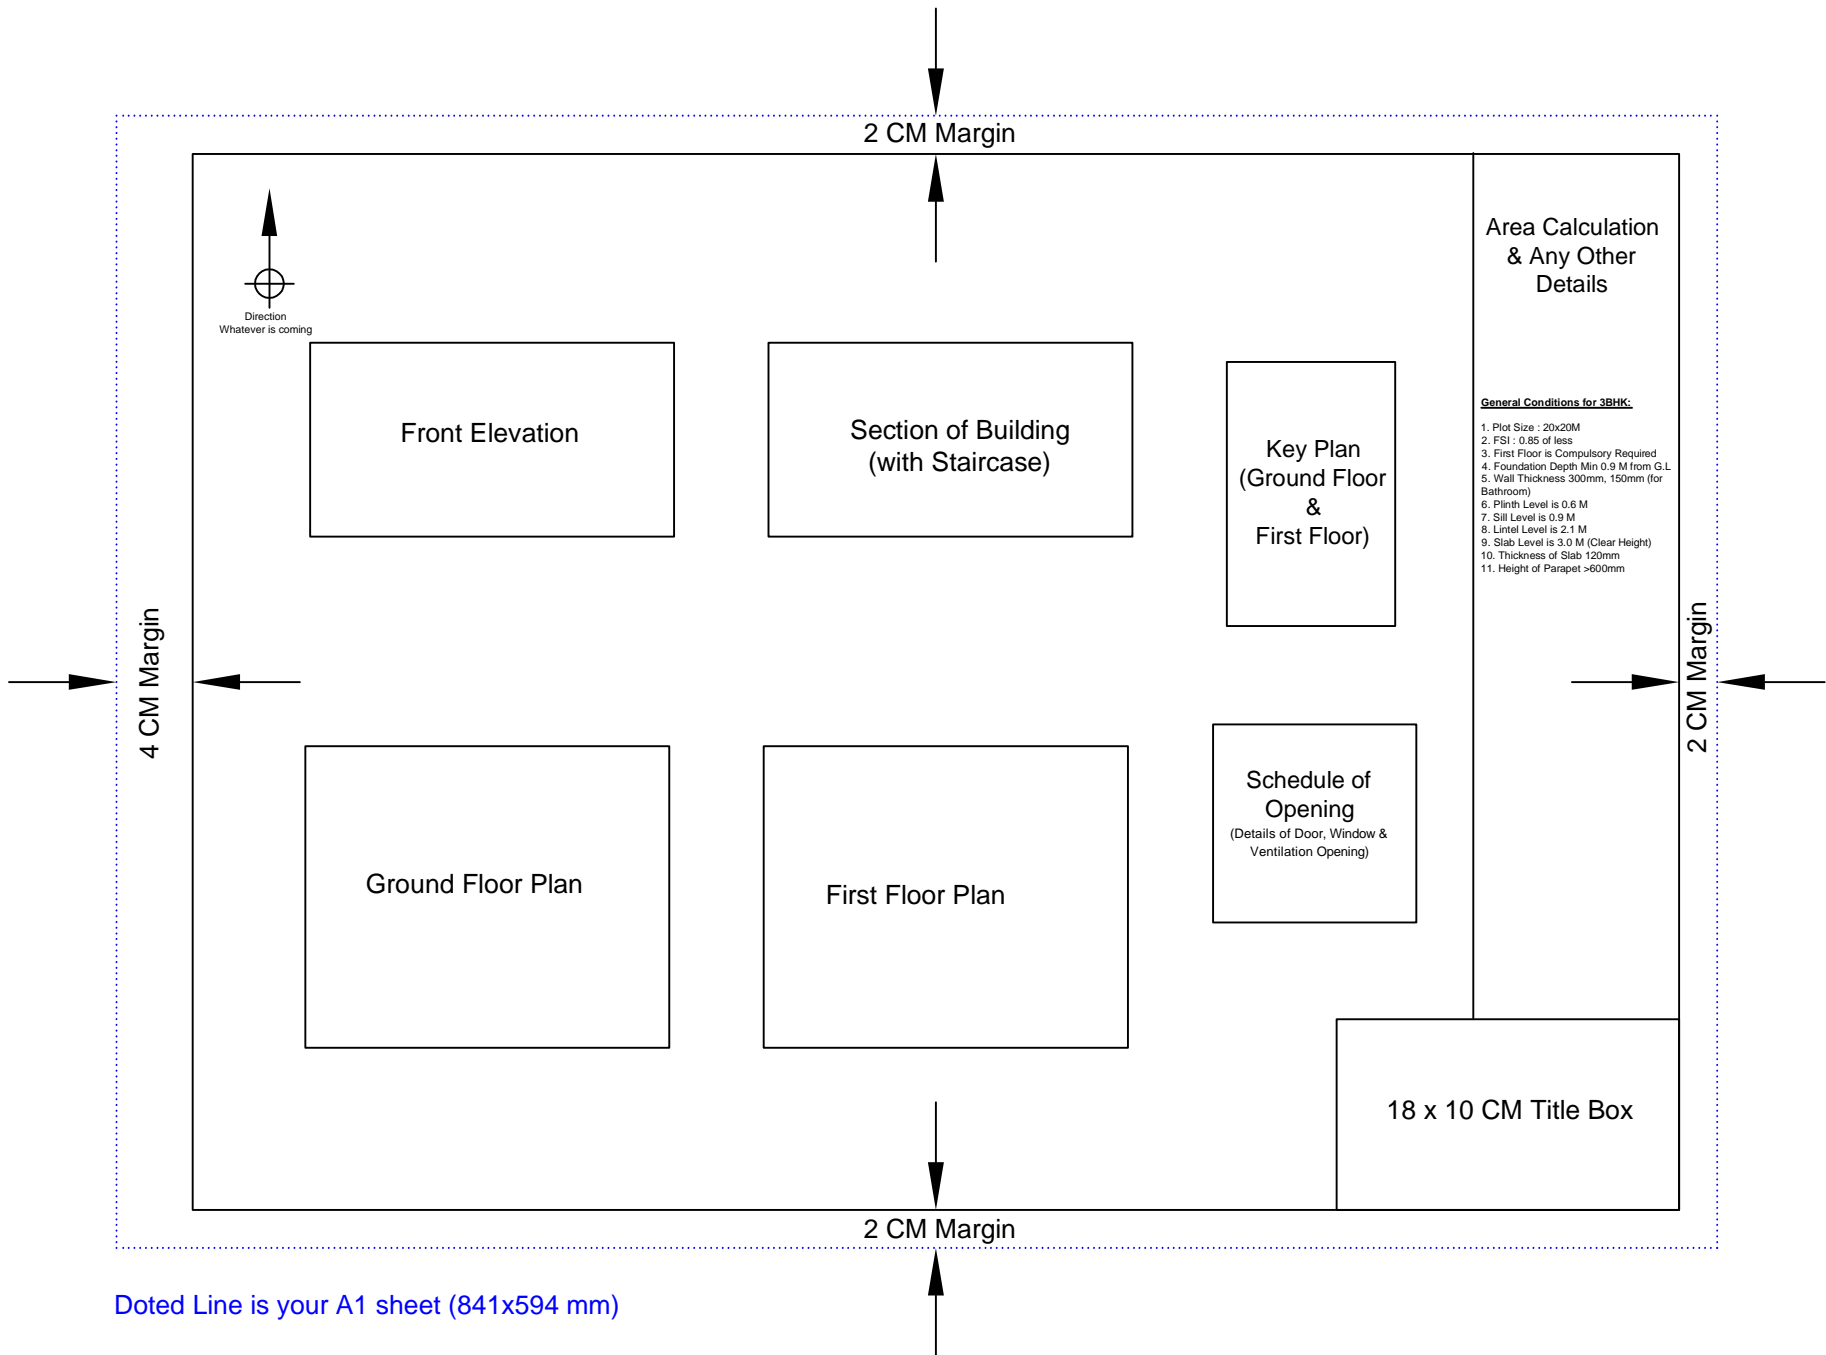 2 CM Margin
Direction
Whatever is coming
Area Calculation
& Any Other
Details
Front Elevation
Section of Building
(with Staircase)
Key Plan
(Ground Floor
&
First Floor)
General Conditions for 3BHK:
1. Plot Size : 20x20M
2. FSI : 0.85 of less
3. First Floor is Compulsory Required
4. Foundation Depth Min 0.9 M from G.L
5. Wall Thickness 300mm, 150mm (for
Bathroom)
6. Plinth Level is 0.6 M
7. Sill Level is 0.9 M
8. Lintel Level is 2.1 M
9. Slab Level is 3.0 M (Clear Height)
10. Thickness of Slab 120mm
11. Height of Parapet >600mm
4 CM Margin
2 CM Margin
Ground Floor Plan
First Floor Plan
Schedule of
Opening
(Details of Door, Window &
Ventilation Opening)
18 x 10 CM Title Box
2 CM Margin
Doted Line is your A1 sheet (841x594 mm)